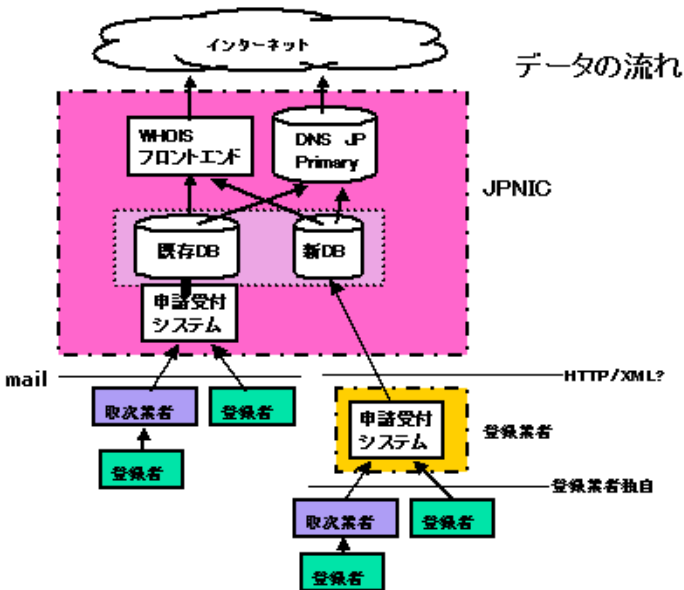 インターネット
データの流れ
WHOIS
フロントエンド
DNS JP
Primary
JPNIC
既存DB
新DB
申請受付
システム
mail
HTTP/XML?
取次業者
登録者
登録者
申請受付
システム
登録業者
登録業者独自
取次業者
登録者
登録者